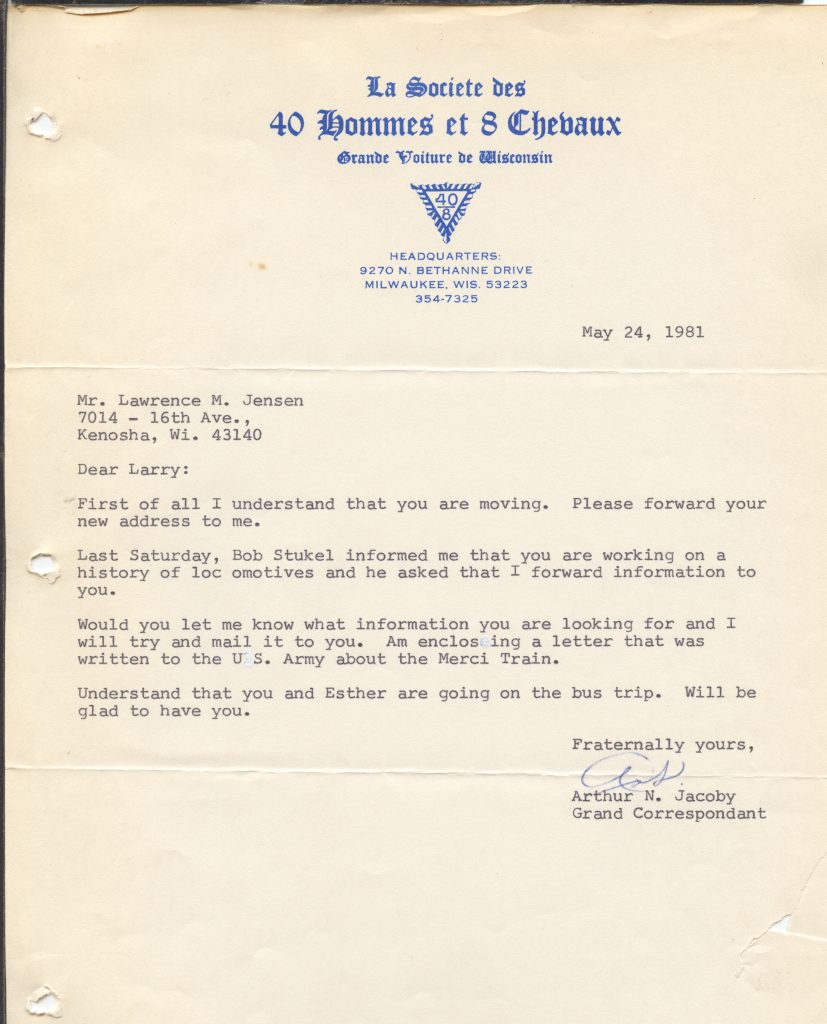 La Societe des
40 Hommes et 8 Chevaux
Grande Voiture de Wisconsin
40
8
HEADQUARTERS:
9270 N. BETHANNE DRIVE
MILWAUKEE, WIS. 53223
354-7325
May 24, 1981
Mr. Lawrence M. Jensen
7014 - 16th Ave.,
Kenosha, Wi. 43140
Dear Larry:
First of all I understand that you are moving. Please forward your
new address to me.
Last Saturday, Bob Stukel informed me that you are working on a
history of loc omotives and he asked that I forward information to
you.
Would you let me know what information you are looking for and I
will try and mail it to you. Am enclosing a letter that was
written to the U.S. Army about the Merci Train.
Understand that you and Esther are going on the bus trip. Will be
glad to have you.
Fraternally yours,
Art
Arthur N. Jacoby
Grand Correspondant